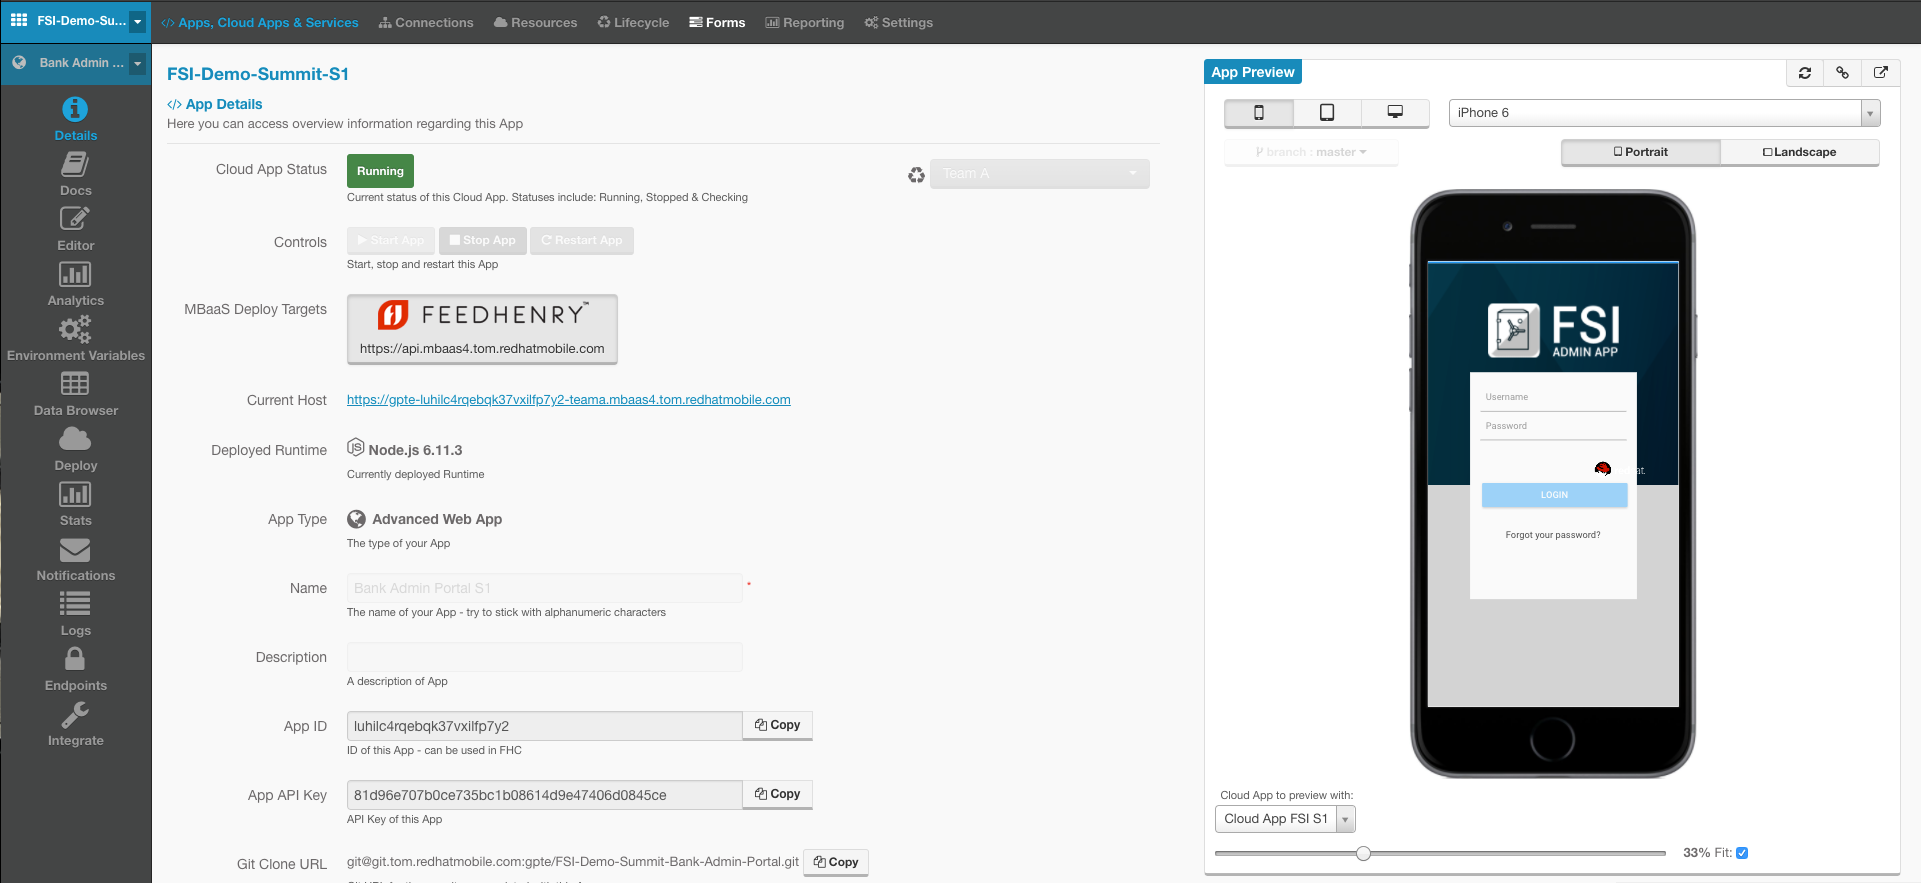 FSI-Demo-Su...
Apps, Cloud Apps & Services
Connections
Resources
Lifecycle
Forms
Reporting
Settings
Bank Admin ...
Details
Docs
Editor
Analytics
Environment Variables
Data Browser
Deploy
Stats
Notifications
Logs
Endpoints
Integrate
FSI-Demo-Summit-S1
</> App Details
Here you can access overview information regarding this App
Cloud App Status
Running
Team A
Current status of this Cloud App. Statuses include: Running, Stopped & Checking
Controls
Start App
Stop App
Restart App
Start, stop and restart this App
MBaaS Deploy Targets
FEEDHENRY™
https://api.mbaas4.tom.redhatmobile.com
Current Host
https://gpte-luhilc4rqebqk37vxilfp7y2-teama.mbaas4.tom.redhatmobile.com
Deployed Runtime
Node.js 6.11.3
Currently deployed Runtime
App Type
Advanced Web App
The type of your App
Name
Bank Admin Portal S1
*
The name of your App - try to stick with alphanumeric characters
Description
A description of App
App ID
luhilc4rqebqk37vxilfp7y2
Copy
ID of this App - can be used in FHC
App API Key
81d96e707b0ce735bc1b08614d9e47406d0845ce
Copy
API Key of this App
Git Clone URL
git@git.tom.redhatmobile.com:gpte/FSI-Demo-Summit-Bank-Admin-Portal.git
Copy
App Preview
iPhone 6
branch : master
Portrait
Landscape
FSI
ADMIN APP
Username
Password
at.
LOGIN
Forgot your password?
Cloud App to preview with:
Cloud App FSI S1
33% Fit: